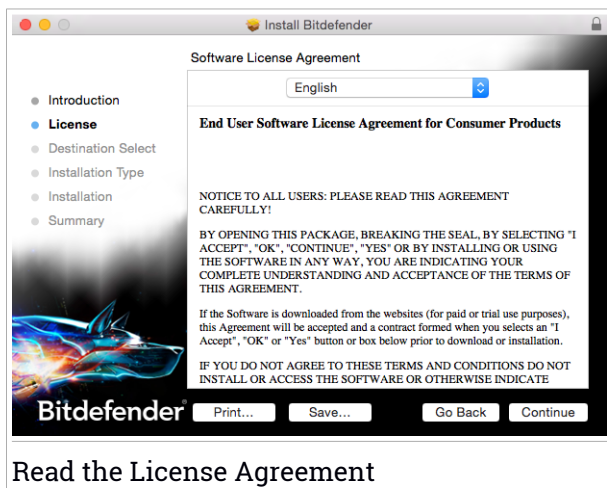 Install Bitdefender
Software License Agreement
English
Introduction
License
Destination Select
Installation Type
Installation
Summary
End User Software License Agreement for Consumer Products
NOTICE TO ALL USERS: PLEASE READ THIS AGREEMENT
CAREFULLY!
BY OPENING THIS PACKAGE, BREAKING THE SEAL, BY SELECTING "I
ACCEPT", "OK", "CONTINUE", "YES" OR BY INSTALLING OR USING
THE SOFTWARE IN ANY WAY, YOU ARE INDICATING YOUR
COMPLETE UNDERSTANDING AND ACCEPTANCE OF THE TERMS OF
THIS AGREEMENT.
If the Software is downloaded from the websites (for paid or trial use purposes),
this Agreement will be accepted and a contract formed when you selects an "I
Accept", "OK" or "Yes" button or box below prior to download or installation.
IF YOU DO NOT AGREE TO THESE TERMS AND CONDITIONS DO NOT
INSTALL OR ACCESS THE SOFTWARE OR OTHERWISE INDICATE
Bitdefender
Print... Save... Go Back Continue
Read the License Agreement